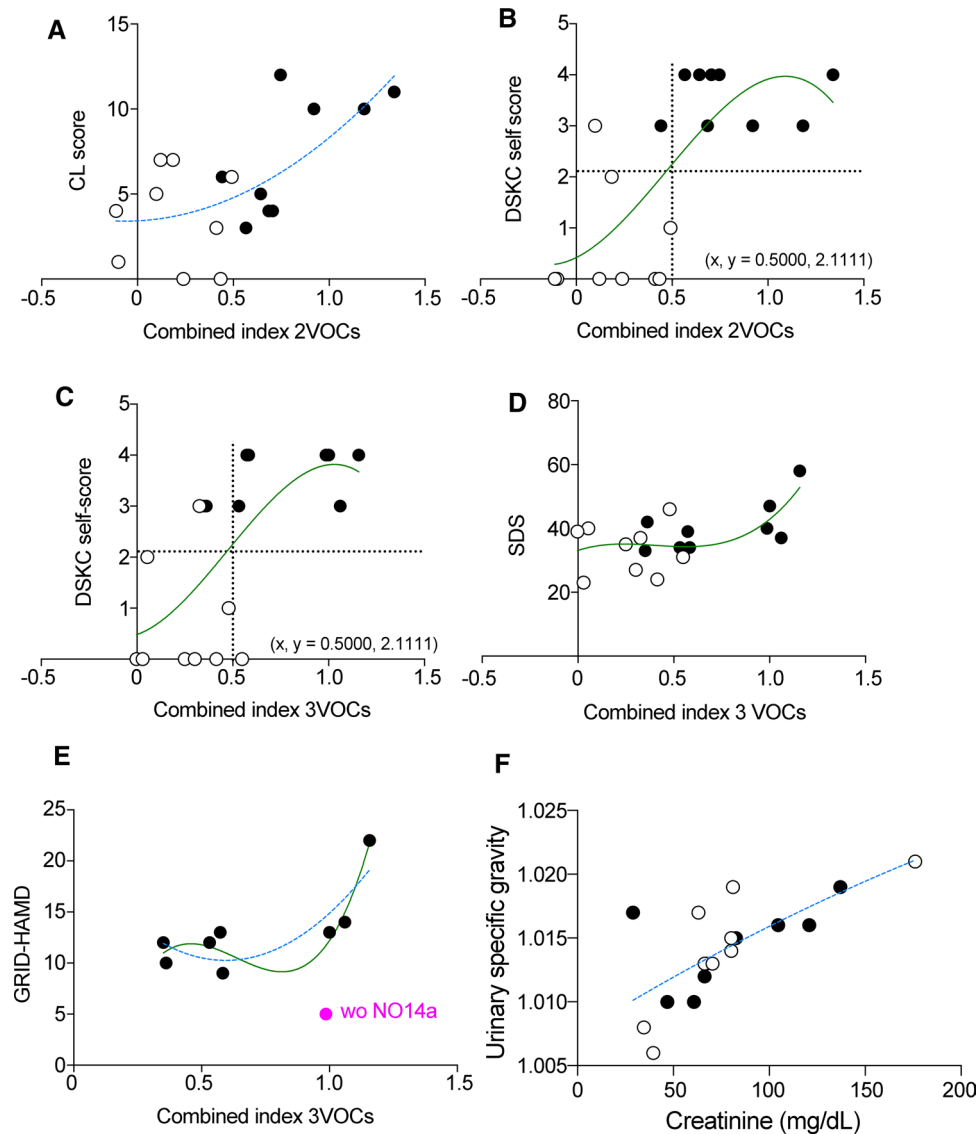 A
CL score
15
10
5
-0.5
0
0.5
1.0
1.5
Combined index 2VOCs
B
DSKC self score
5
4
3
2
1
(x, y = 0.5000, 2.1111)
-0.5
0
0.5
1.0
1.5
Combined index 2VOCs
C
DSKC self-score
5
4
3
2
1
(x, y = 0.5000, 2.1111)
-0.5
0
0.5
1.0
1.5
Combined index 3VOCs
D
SDS
80
60
40
20
-0.5
0
0.5
1.0
1.5
Combined index 3 VOCs
E
GRID-HAMD
25
20
15
10
5
0
wo NO14a
0
0.5
1.0
1.5
Combined index 3VOCs
F
Urinary specific gravity
1.025
1.020
1.015
1.010
1.005
0
50
100
150
200
Creatinine (mg/dL)